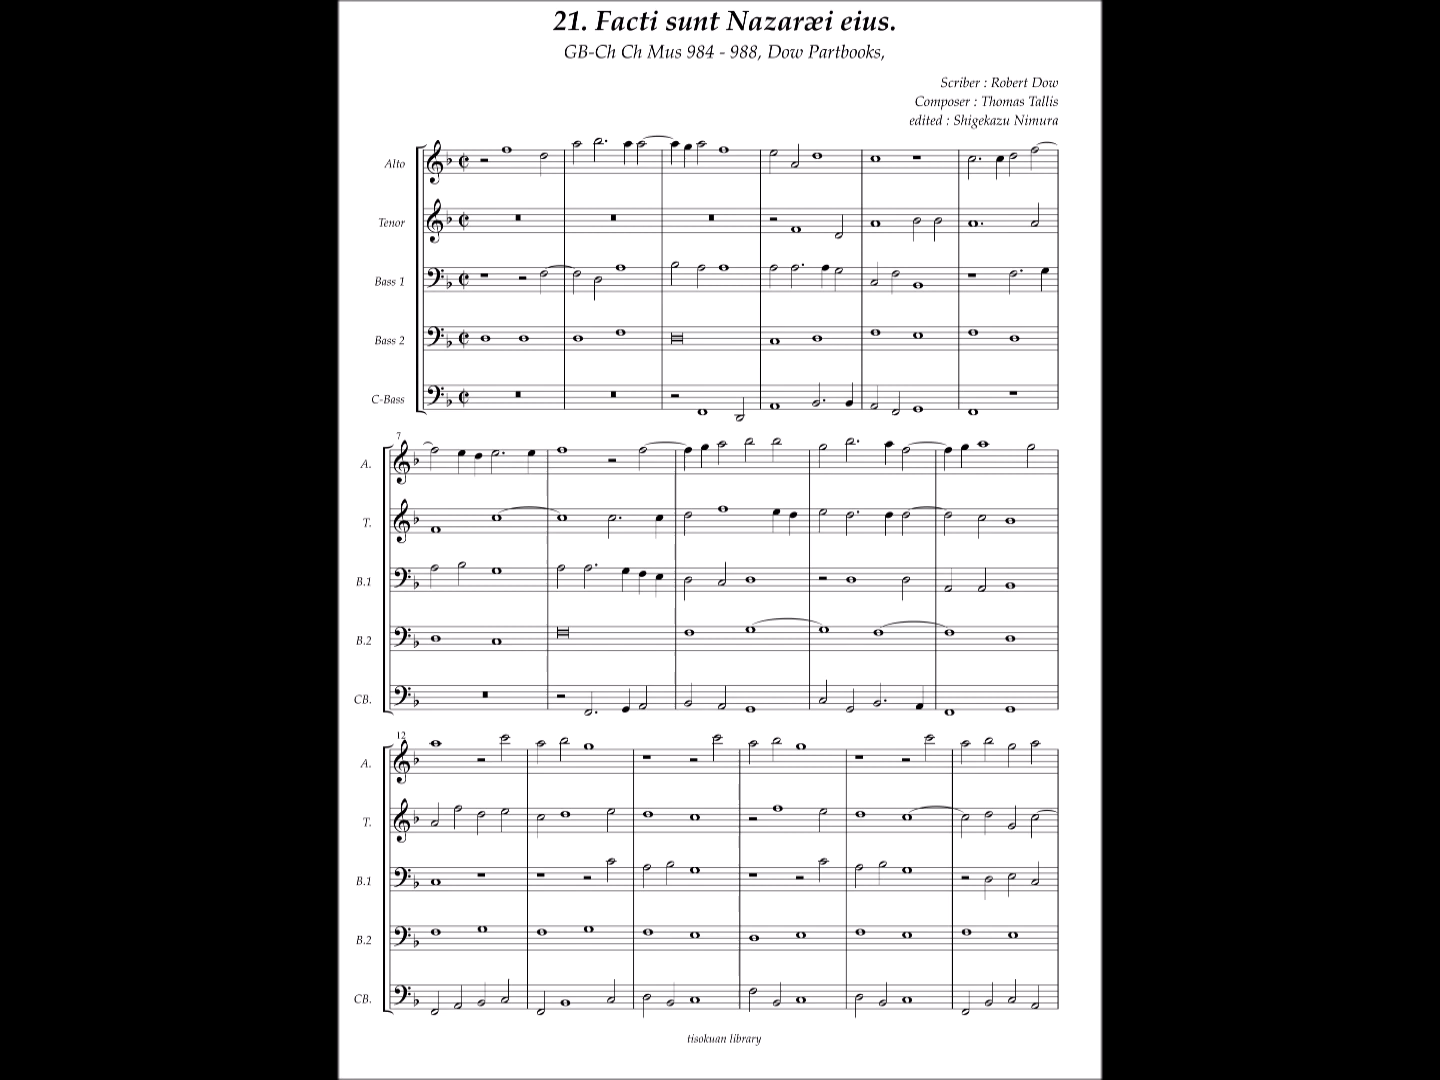 21. Facti sunt Nazaræi eius.
GB-Ch Ch Mus 984 - 988, Dow Partbooks,
Scriber : Robert Dow
Composer : Thomas Tallis
edited : Shigekazu Nimura
Alto
Tenor
Bass 1
Bass 2
C-Bass
7
A.
T.
B.1
B.2
CB.
12
A.
T.
B.1
B.2
CB.
tisokuan library